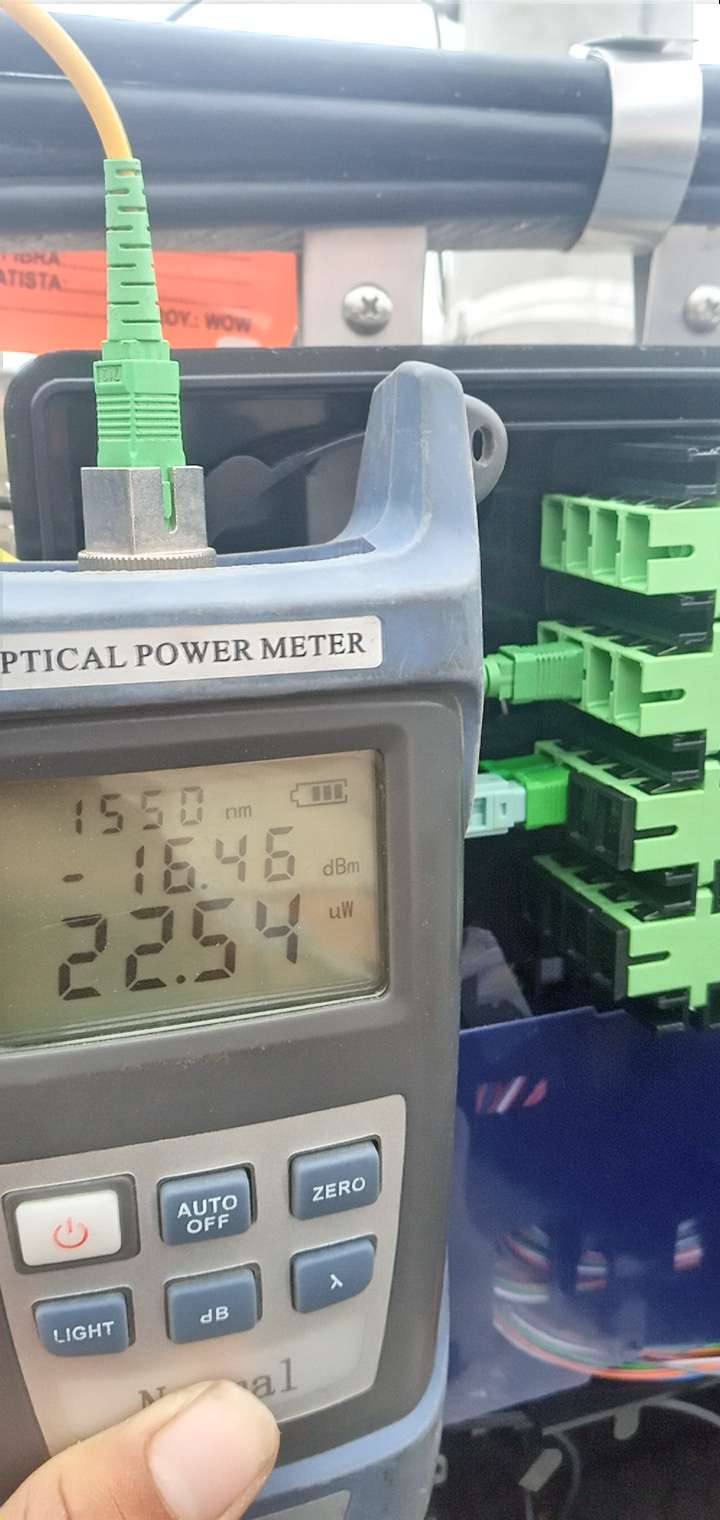 FIBRA:
ATISTA:
OY.: WOW
PTICAL POWER METER
1550 nm
- 16.46 dBm
22.54 uW
AUTO OFF
ZERO
LIGHT
dB
λ